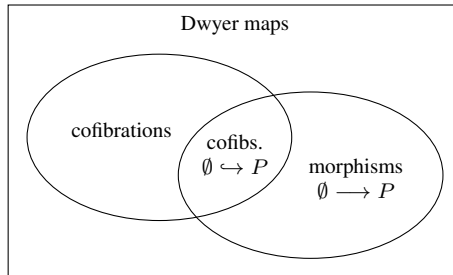 Dwyer maps
cofibrations
cofibs.
∅ ↪ P
morphisms
∅ ⟶ P